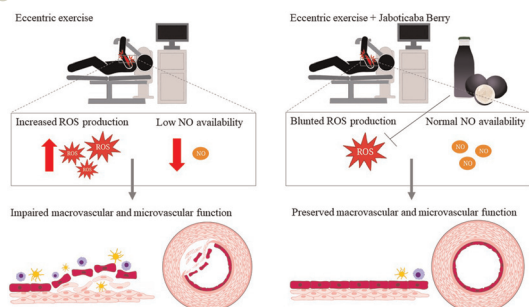 Eccentric exercise
Increased ROS production
Low NO availability
ROS
ROS
ROS
NO
Impaired macrovascular and microvascular function
Eccentric exercise + Jaboticaba Berry
Blunted ROS production
Normal NO availability
ROS
NO
NO
NO
Preserved macrovascular and microvascular function